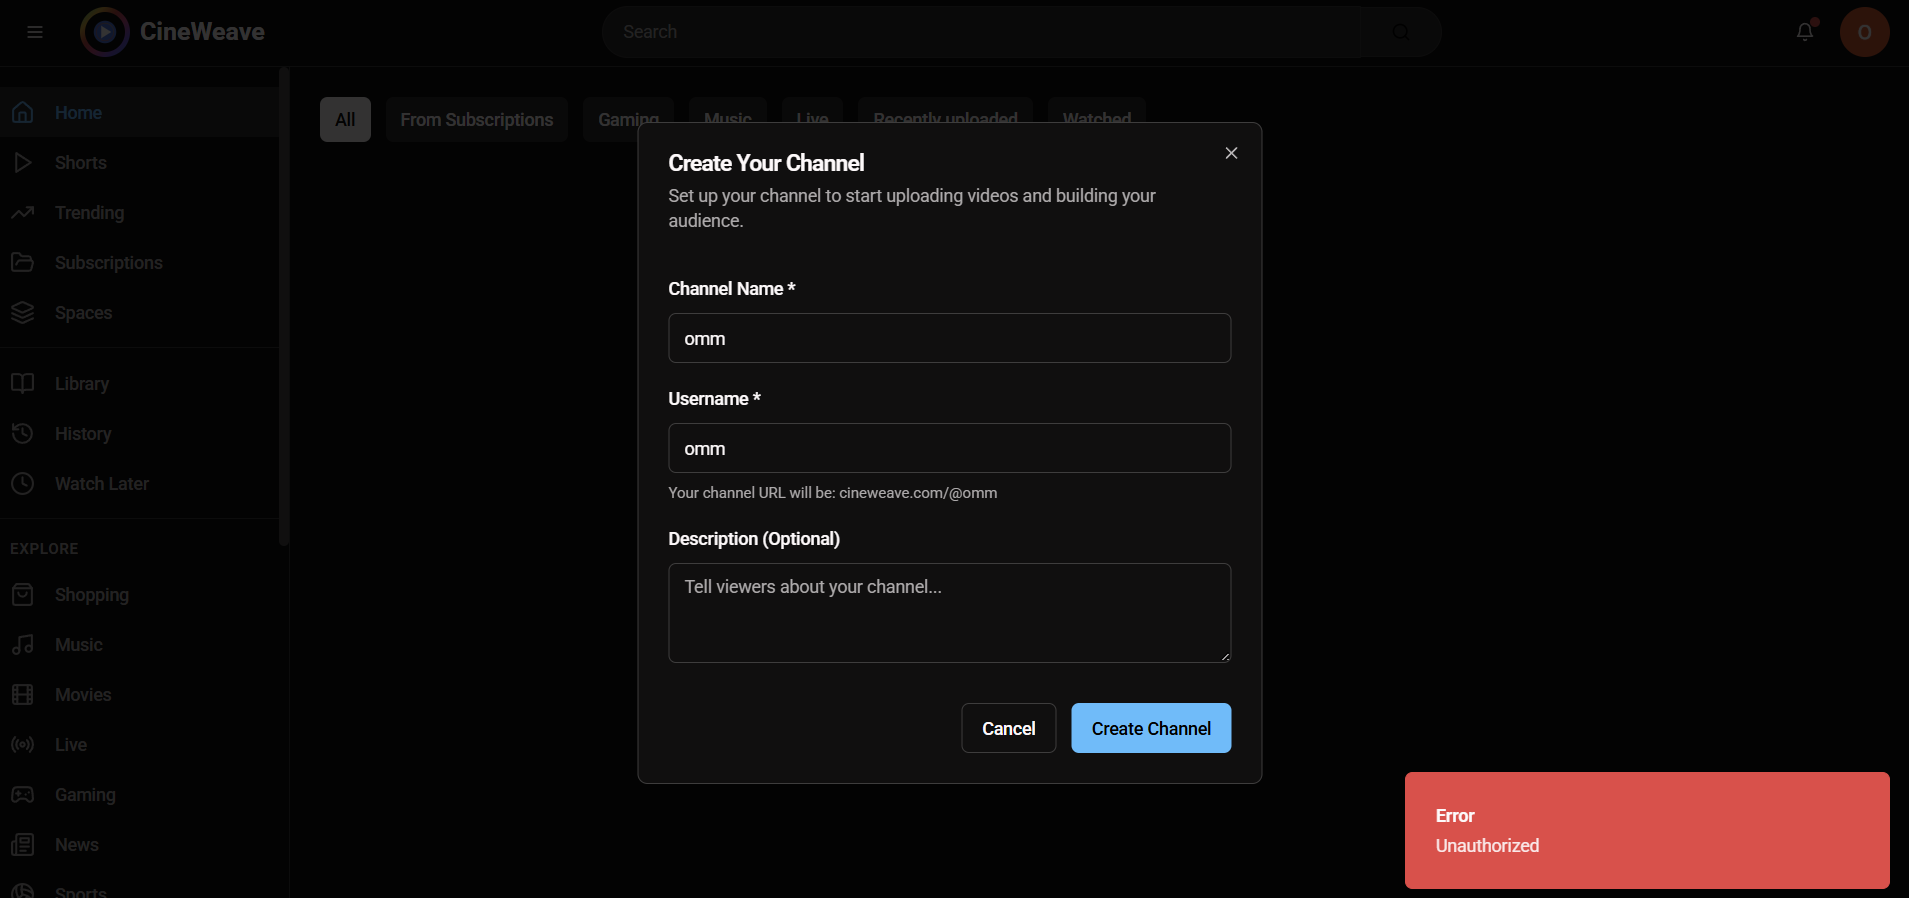 CineWeave
Search
O
Home
Shorts
Trending
Subscriptions
Spaces
Library
History
Watch Later
EXPLORE
Shopping
Music
Movies
Live
Gaming
News
Sports
All
From Subscriptions
Gaming
Music
Live
Recently uploaded
Watched
Create Your Channel
Set up your channel to start uploading videos and building your
audience.
Channel Name *
omm
Username *
omm
Your channel URL will be: cineweave.com/@omm
Description (Optional)
Tell viewers about your channel...
Cancel
Create Channel
Error
Unauthorized